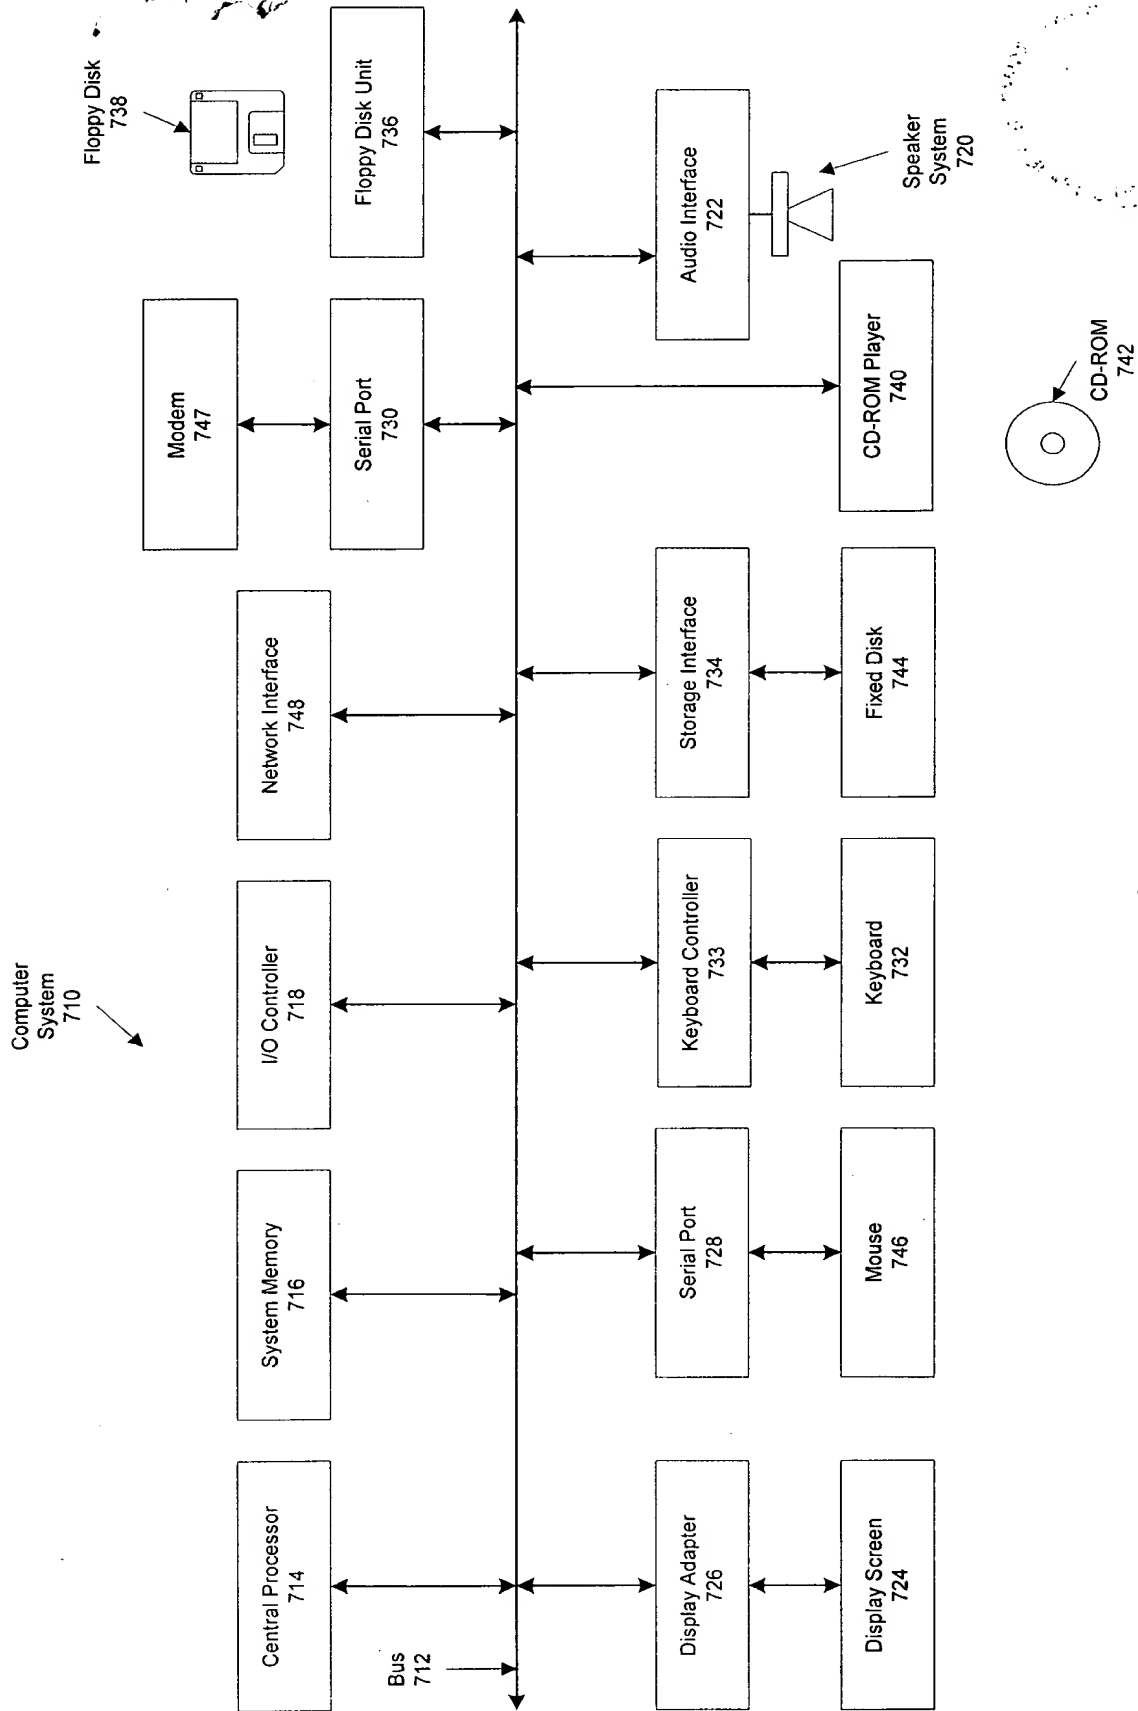 Computer
System
710
Floppy Disk
738
Modem
747
Central Processor
714
System Memory
716
I/O Controller
718
Network Interface
748
Serial Port
730
Floppy Disk Unit
736
Bus
712
Display Adapter
726
Serial Port
728
Keyboard Controller
733
Storage Interface
734
Audio Interface
722
Display Screen
724
Mouse
746
Keyboard
732
Fixed Disk
744
CD-ROM Player
740
Speaker
System
720
CD-ROM
742